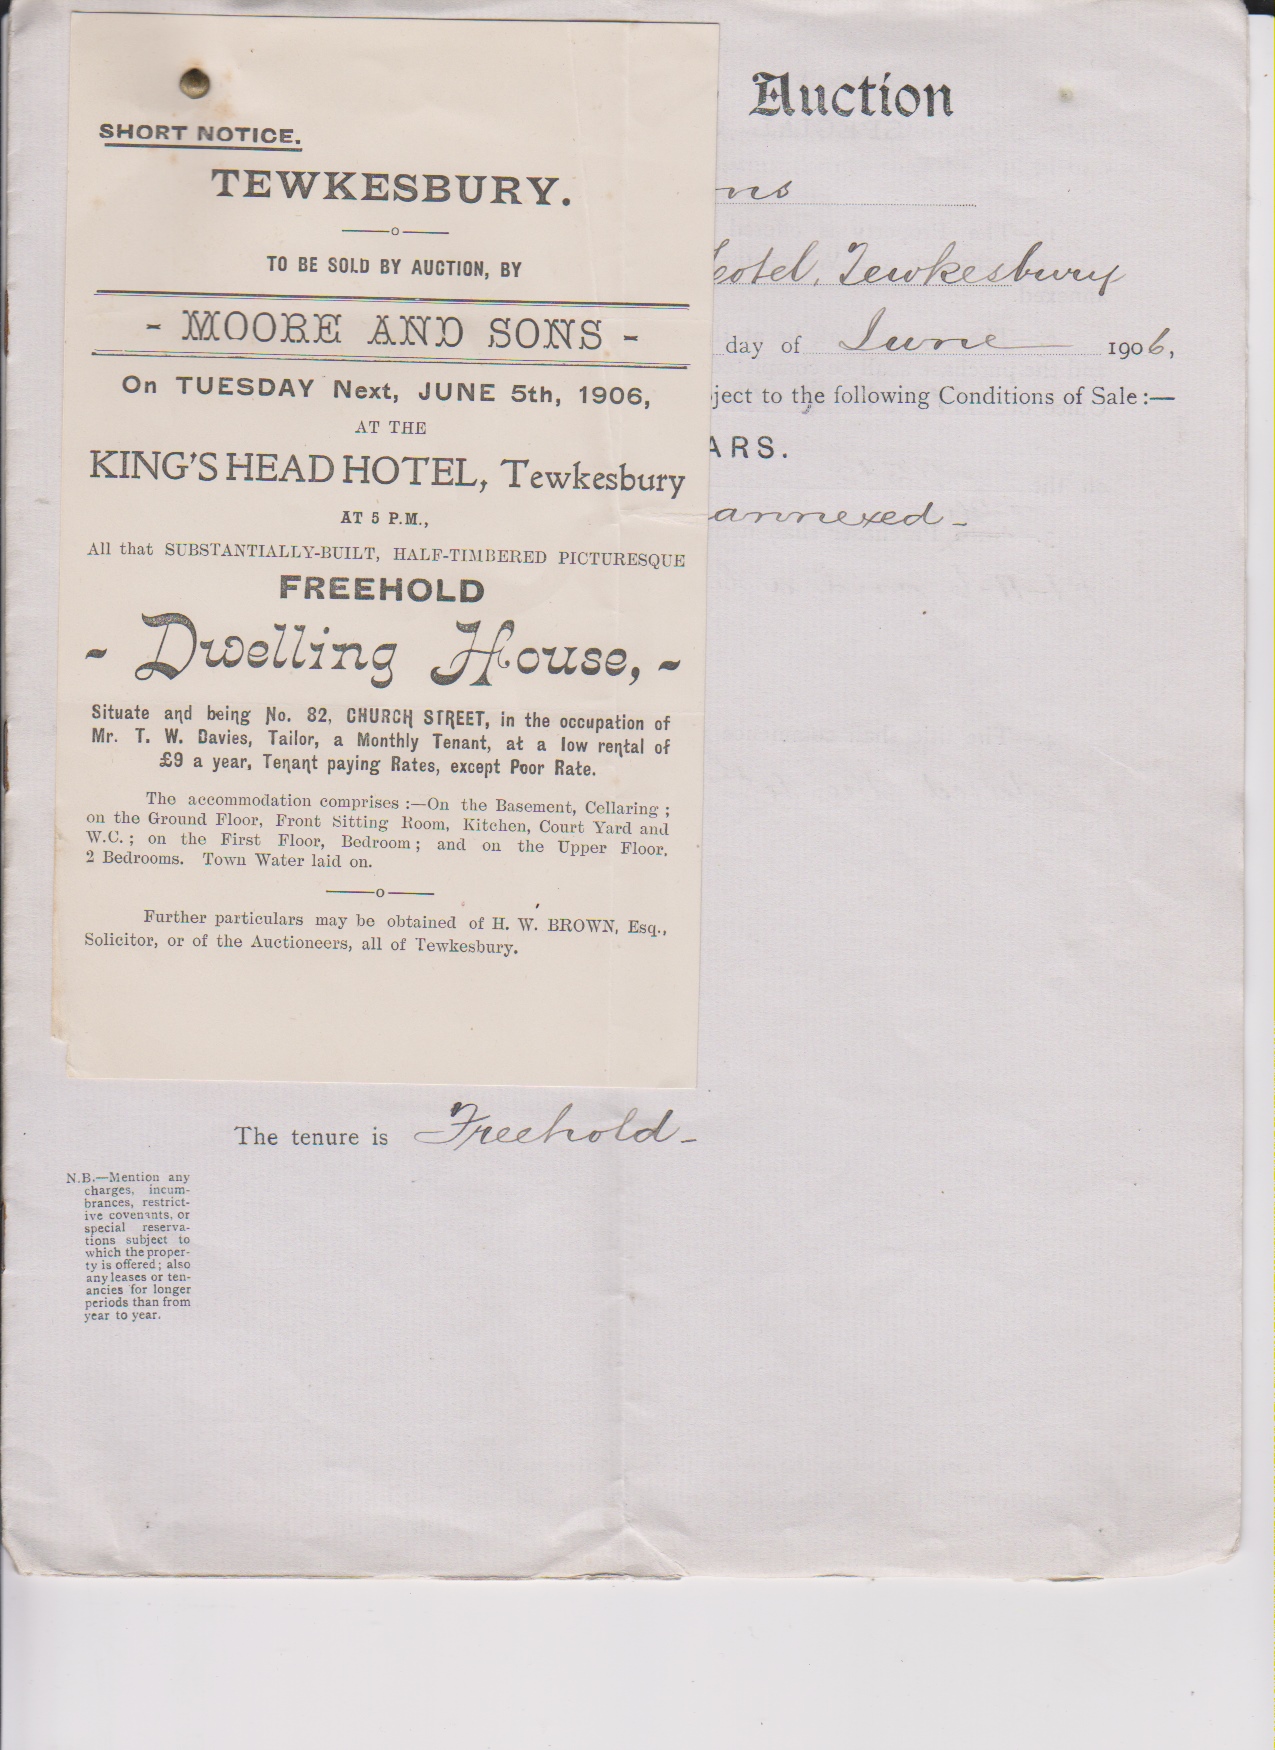 SHORT NOTICE.
TEWKESBURY.
TO BE SOLD BY AUCTION, BY
- MOORE AND SONS -
On TUESDAY Next, JUNE 5th, 1906,
AT THE
KING'S HEAD HOTEL, Tewkesbury
AT 5 P.M.,
All that SUBSTANTIALLY-BUILT, HALF-TIMBERED PICTURESQUE
FREEHOLD
- Dwelling House, -
Situate and being No. 82, CHURCH STREET, in the occupation of
Mr. T. W. Davies, Tailor, a Monthly Tenant, at a low rental of
£9 a year, Tenant paying Rates, except Poor Rate.
The accommodation comprises :—On the Basement, Cellaring ;
on the Ground Floor, Front Sitting Room, Kitchen, Court Yard and
W.C. ; on the First Floor, Bedroom ; and on the Upper Floor,
2 Bedrooms. Town Water laid on.
Further particulars may be obtained of H. W. BROWN, Esq.,
Solicitor, or of the Auctioneers, all of Tewkesbury.
Auction
ns
otel, Tewkesbury
day of June 1906,
ject to the following Conditions of Sale :—
ARS.
annexed -
The tenure is Freehold -
N.B.—Mention any
charges, incum-
brances, restrict-
ive covenants, or
special reserva-
tions subject to
which the proper-
ty is offered ; also
any leases or ten-
ancies for longer
periods than from
year to year.